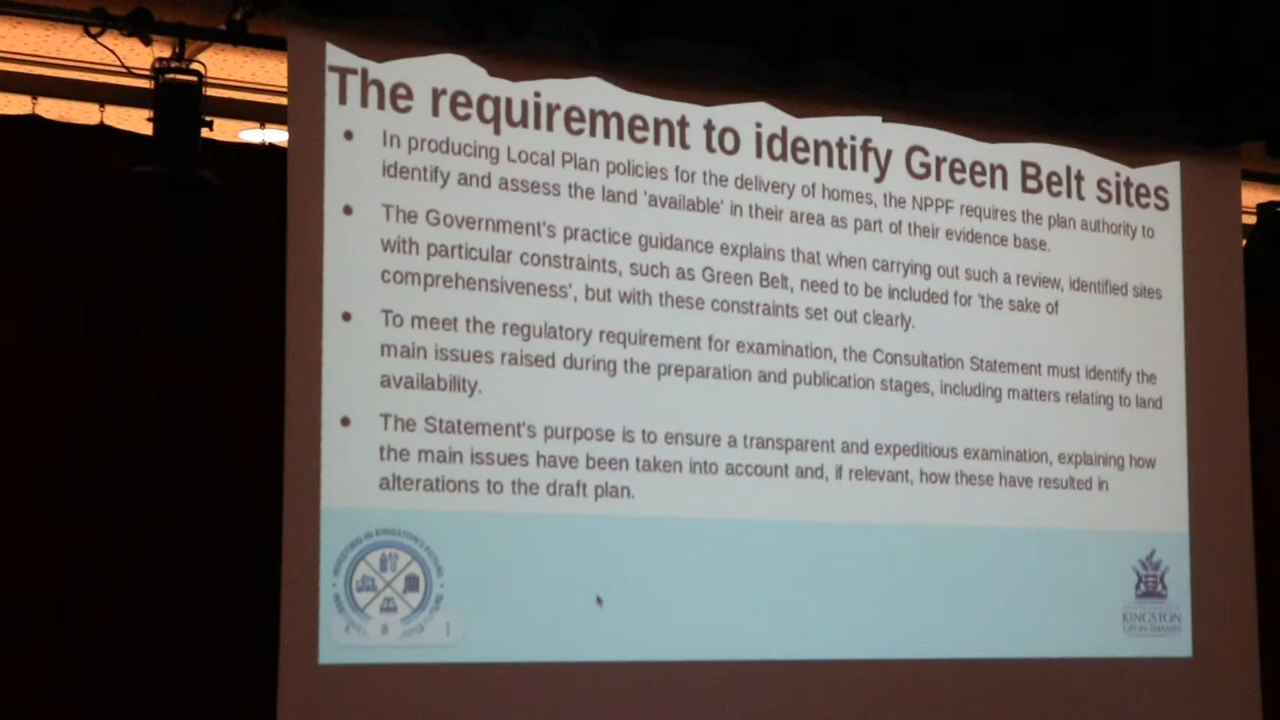 The requirement to identify Green Belt sites
• In producing Local Plan policies for the delivery of homes, the NPPF requires the plan authority to
identify and assess the land 'available' in their area as part of their evidence base.
• The Government's practice guidance explains that when carrying out such a review, identified sites
with particular constraints, such as Green Belt, need to be included for 'the sake of
comprehensiveness', but with these constraints set out clearly.
• To meet the regulatory requirement for examination, the Consultation Statement must identify the
main issues raised during the preparation and publication stages, including matters relating to land
availability.
• The Statement's purpose is to ensure a transparent and expeditious examination, explaining how
the main issues have been taken into account and, if relevant, how these have resulted in
alterations to the draft plan.
INVESTING IN KINGSTON'S FUTURE
KINGSTON
UPON THAMES